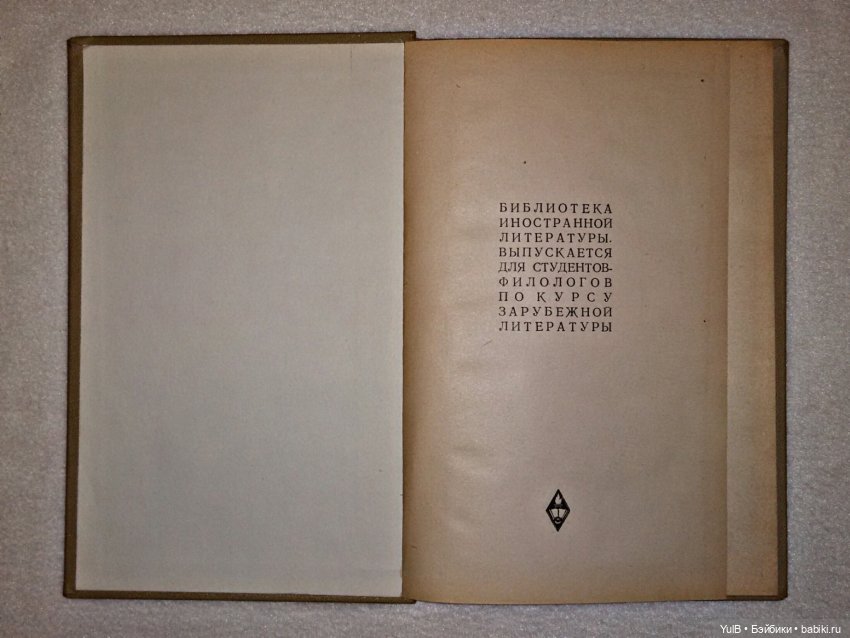 БИБЛИОТЕКА
ИНОСТРАННОЙ
ЛИТЕРАТУРЫ.
ВЫПУСКАЕТСЯ
ДЛЯ СТУДЕНТОВ-
ФИЛОЛОГОВ
ПО КУРСУ
ЗАРУБЕЖНОЙ
ЛИТЕРАТУРЫ
YulB • Бэйбики • babiki.ru